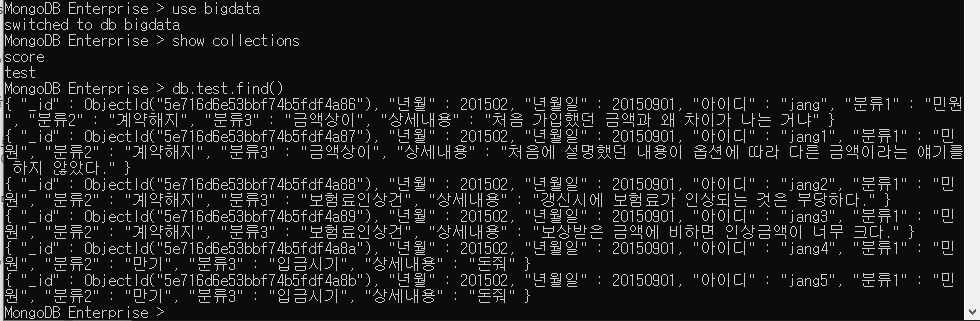 MongoDB Enterprise > use bigdata
switched to db bigdata
MongoDB Enterprise > show collections
score
test
MongoDB Enterprise > db.test.find()
{ "_id" : ObjectId("5e716d6e53bbf74b5fdf4a86"), "년월" : 201502, "년월일" : 20150901, "아이디" : "jang", "분류1" : "민원
", "분류2" : "계약해지", "분류3" : "금액상이", "상세내용" : "처음 가입했던 금액과 왜 차이가 나는 거냐" }
{ "_id" : ObjectId("5e716d6e53bbf74b5fdf4a87"), "년월" : 201502, "년월일" : 20150901, "아이디" : "jang1", "분류1" : "민
원", "분류2" : "계약해지", "분류3" : "금액상이", "상세내용" : "처음에 설명했던 내용이 옵션에 따라 다른 금액이라는 얘기를
하지 않았다." }
{ "_id" : ObjectId("5e716d6e53bbf74b5fdf4a88"), "년월" : 201502, "년월일" : 20150901, "아이디" : "jang2", "분류1" : "민
원", "분류2" : "계약해지", "분류3" : "보험료인상건", "상세내용" : "갱신시에 보험료가 인상되는 것은 부당하다." }
{ "_id" : ObjectId("5e716d6e53bbf74b5fdf4a89"), "년월" : 201502, "년월일" : 20150901, "아이디" : "jang3", "분류1" : "민
원", "분류2" : "계약해지", "분류3" : "보험료인상건", "상세내용" : "보상받은 금액에 비하면 인상금액이 너무 크다." }
{ "_id" : ObjectId("5e716d6e53bbf74b5fdf4a8a"), "년월" : 201502, "년월일" : 20150901, "아이디" : "jang4", "분류1" : "민
원", "분류2" : "만기", "분류3" : "입금시기", "상세내용" : "돈줘" }
{ "_id" : ObjectId("5e716d6e53bbf74b5fdf4a8b"), "년월" : 201502, "년월일" : 20150901, "아이디" : "jang5", "분류1" : "민
원", "분류2" : "만기", "분류3" : "입금시기", "상세내용" : "돈줘" }
MongoDB Enterprise >